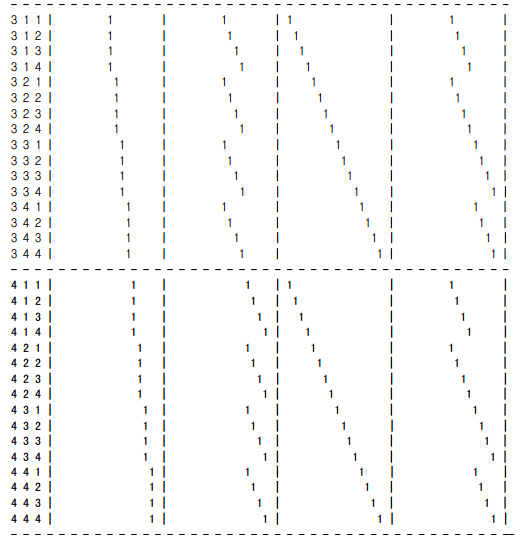 - - - - - - - - - - - - - - - - - - - - - - - - - - - - - - - - - - - - - - - - - -
3 1 1 | 1 | 1 | 1 | 1 |
3 1 2 | 1 | 1 | 1 | 1 |
3 1 3 | 1 | 1 | 1 | 1 |
3 1 4 | 1 | 1 | 1 | 1 |
3 2 1 | 1 | 1 | 1 | 1 |
3 2 2 | 1 | 1 | 1 | 1 |
3 2 3 | 1 | 1 | 1 | 1 |
3 2 4 | 1 | 1 | 1 | 1 |
3 3 1 | 1 | 1 | 1 | 1 |
3 3 2 | 1 | 1 | 1 | 1 |
3 3 3 | 1 | 1 | 1 | 1 |
3 3 4 | 1 | 1 | 1 | 1 |
3 4 1 | 1 | 1 | 1 | 1 |
3 4 2 | 1 | 1 | 1 | 1 |
3 4 3 | 1 | 1 | 1 | 1 |
3 4 4 | 1 | 1 | 1 | 1 |
- - - - - - - - - - - - - - - - - - - - - - - - - - - - - - - - - - - - - - - - - -
4 1 1 | 1 | 1 | 1 | 1 |
4 1 2 | 1 | 1 | 1 | 1 |
4 1 3 | 1 | 1 | 1 | 1 |
4 1 4 | 1 | 1 | 1 | 1 |
4 2 1 | 1 | 1 | 1 | 1 |
4 2 2 | 1 | 1 | 1 | 1 |
4 2 3 | 1 | 1 | 1 | 1 |
4 2 4 | 1 | 1 | 1 | 1 |
4 3 1 | 1 | 1 | 1 | 1 |
4 3 2 | 1 | 1 | 1 | 1 |
4 3 3 | 1 | 1 | 1 | 1 |
4 3 4 | 1 | 1 | 1 | 1 |
4 4 1 | 1 | 1 | 1 | 1 |
4 4 2 | 1 | 1 | 1 | 1 |
4 4 3 | 1 | 1 | 1 | 1 |
4 4 4 | 1 | 1 | 1 | 1 |
- - - - - - - - - - - - - - - - - - - - - - - - - - - - - - - - - - - - - - - - - -